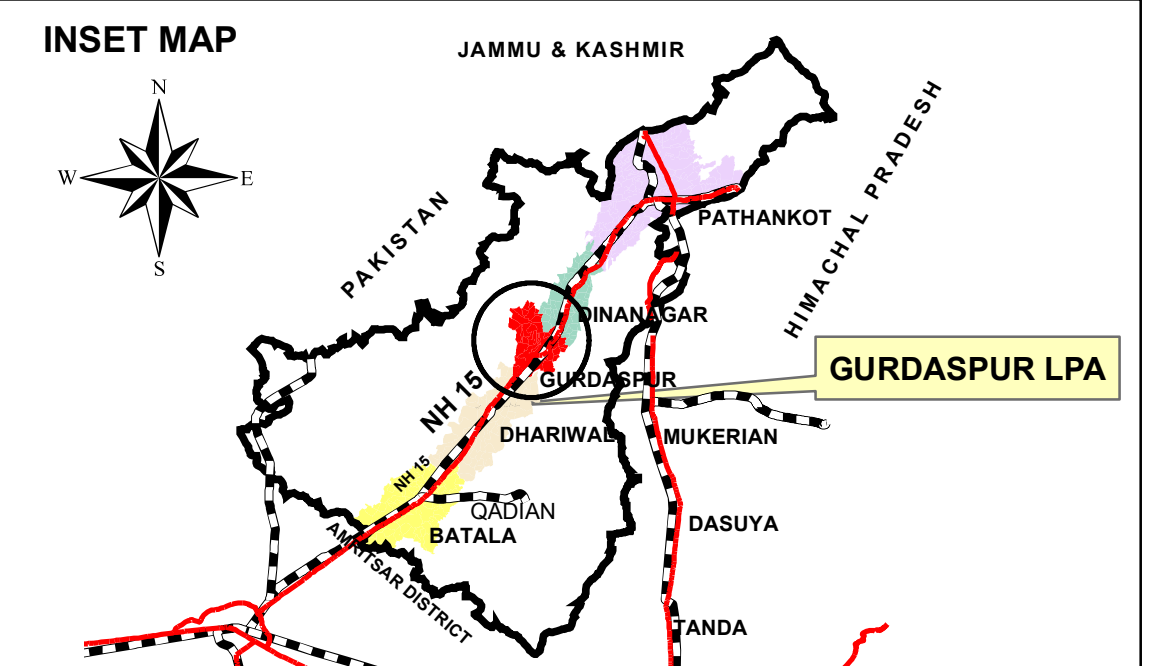 INSET MAP
JAMMU & KASHMIR
N
W
E
S
PAKISTAN
HIMACHAL PRADESH
PATHANKOT
DINANAGAR
GURDASPUR LPA
GURDASPUR
NH 15
DHARIWAL
MUKERIAN
NH 15
QADIAN
BATALA
DASUYA
AMRITSAR DISTRICT
TANDA